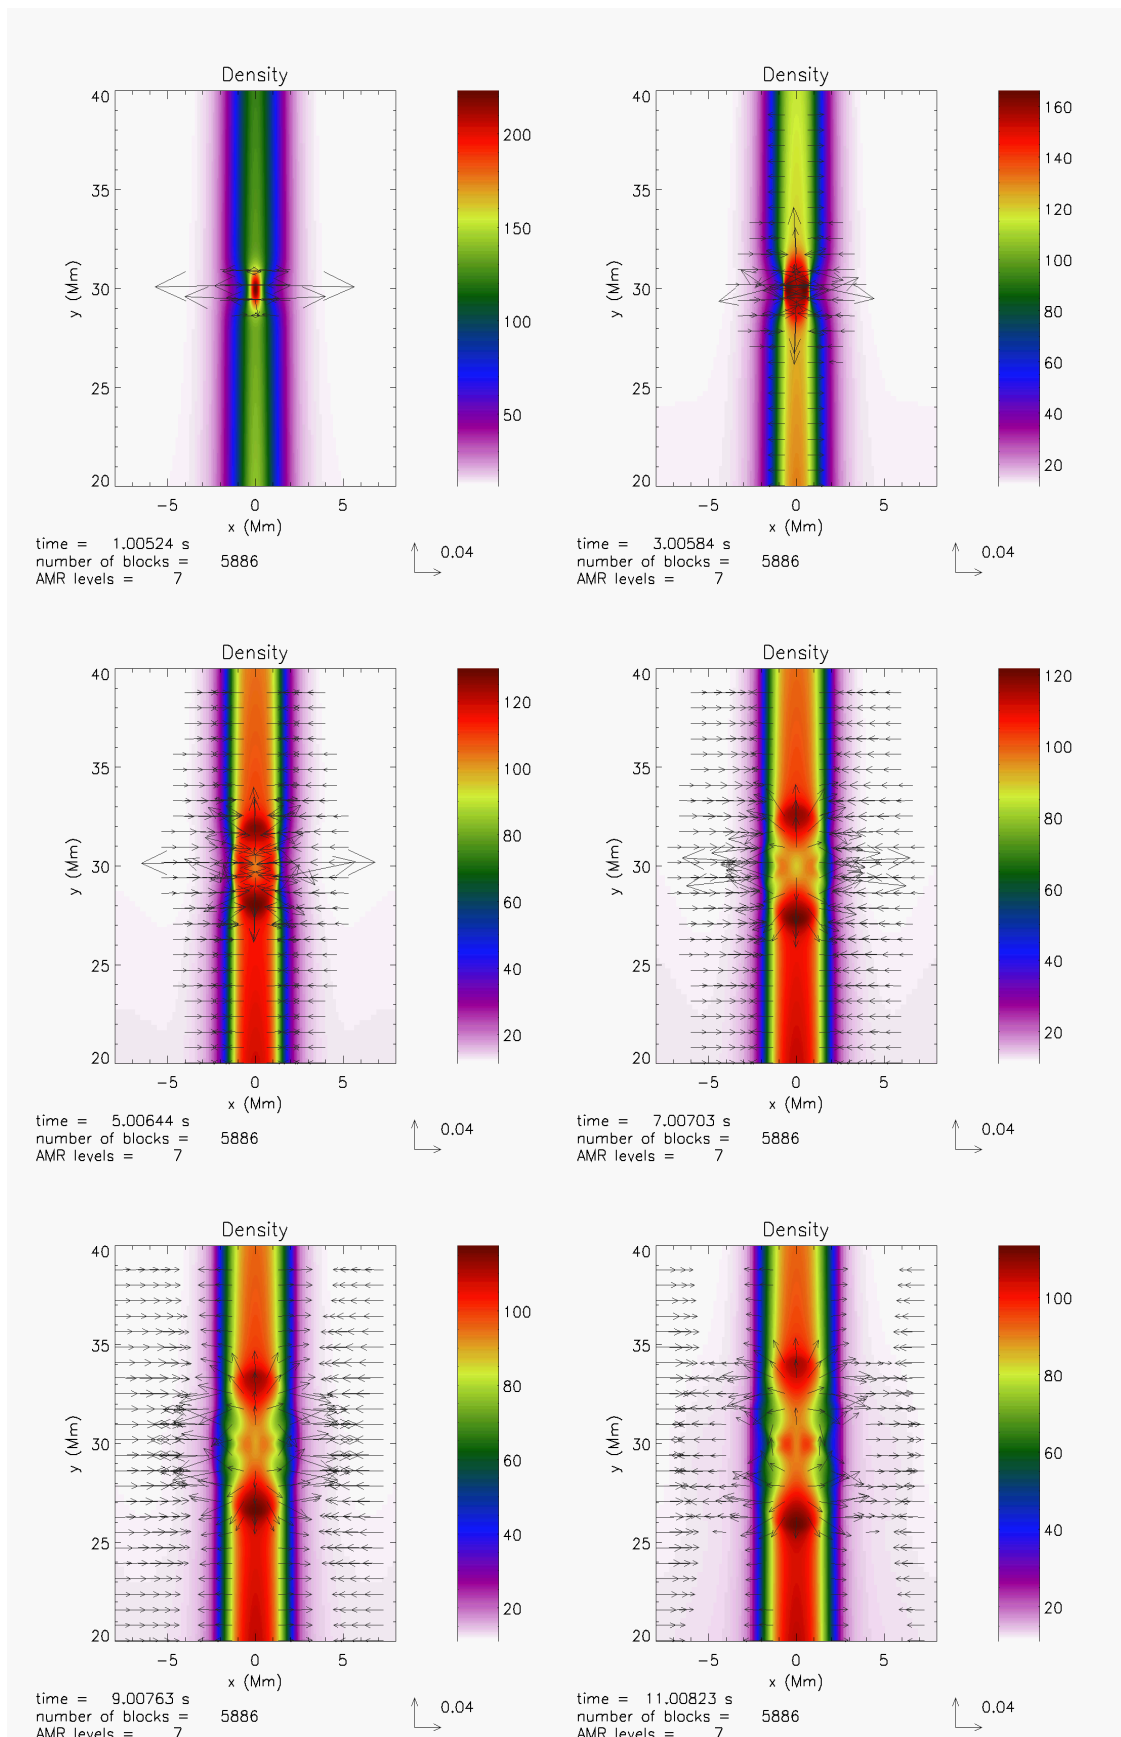 Density
40
35
30
25
20
y (Mm)
-5 0 5
x (Mm)
200
150
100
50
time = 1.00524 s
number of blocks = 5886
AMR levels = 7
0.04
Density
40
35
30
25
20
y (Mm)
-5 0 5
x (Mm)
160
140
120
100
80
60
40
20
time = 3.00584 s
number of blocks = 5886
AMR levels = 7
0.04
Density
40
35
30
25
20
y (Mm)
-5 0 5
x (Mm)
120
100
80
60
40
20
time = 5.00644 s
number of blocks = 5886
AMR levels = 7
0.04
Density
40
35
30
25
20
y (Mm)
-5 0 5
x (Mm)
120
100
80
60
40
20
time = 7.00703 s
number of blocks = 5886
AMR levels = 7
0.04
Density
40
35
30
25
20
y (Mm)
-5 0 5
x (Mm)
100
80
60
40
20
time = 9.00763 s
number of blocks = 5886
AMR levels = 7
0.04
Density
40
35
30
25
20
y (Mm)
-5 0 5
x (Mm)
100
80
60
40
20
time = 11.00823 s
number of blocks = 5886
AMR levels = 7
0.04